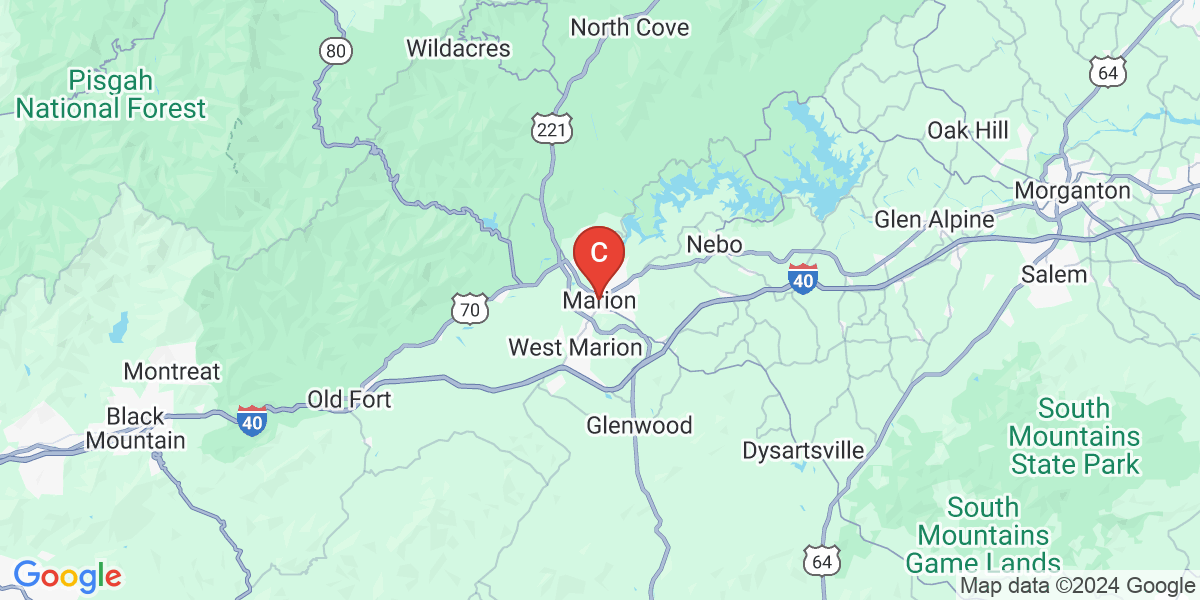 North Cove
Wildacres
80
64
Pisgah
National Forest
221
Oak Hill
Morganton
Glen Alpine
Nebo
C
Salem
40
Marion
70
West Marion
Montreat
Old Fort
Black
Mountain
40
Glenwood
South
Mountains
State Park
Dysartsville
South
Mountains
Game Lands
64
Google
Map data ©2024 Google